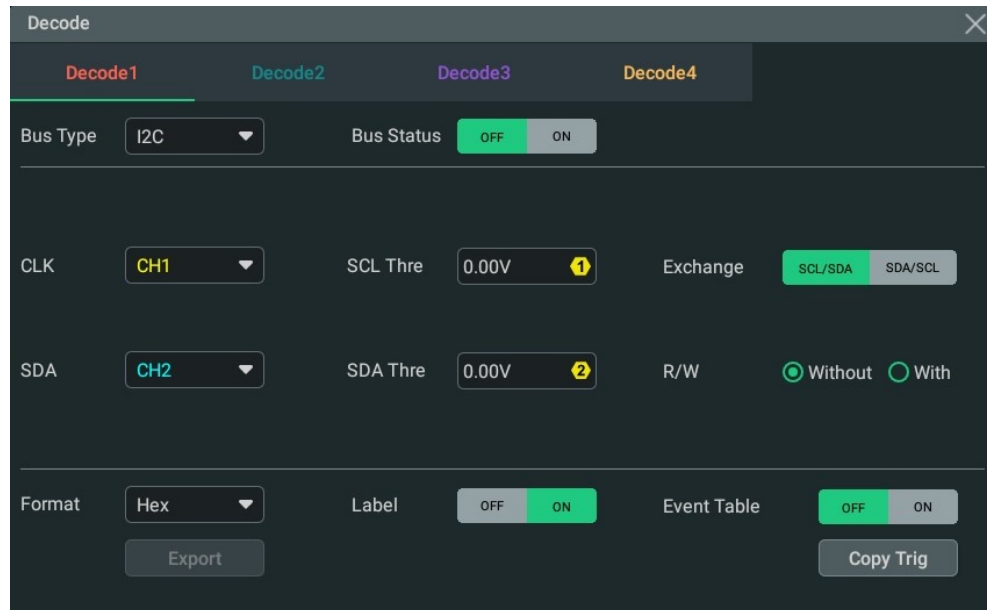 Decode
Decode1 Decode2 Decode3 Decode4
Bus Type I2C Bus Status OFF ON
CLK CH1 SCL Thre 0.00V 1 Exchange SCL/SDA SDA/SCL
SDA CH2 SDA Thre 0.00V 2 R/W Without With
Format Hex Label OFF ON Event Table OFF ON
Export Copy Trig